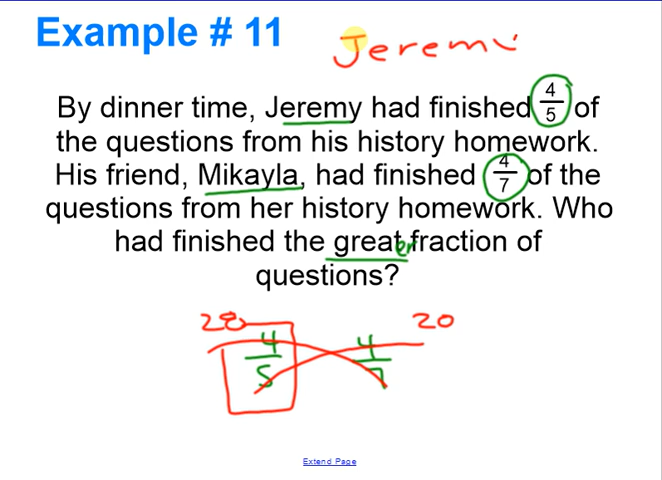 Example # 11
Jeremy
By dinner time, Jeremy had finished 4/5 of
the questions from his history homework.
His friend, Mikayla, had finished 4/7 of the
questions from her history homework. Who
had finished the greater fraction of
questions?
28 20
4/5 4/7
Extend Page